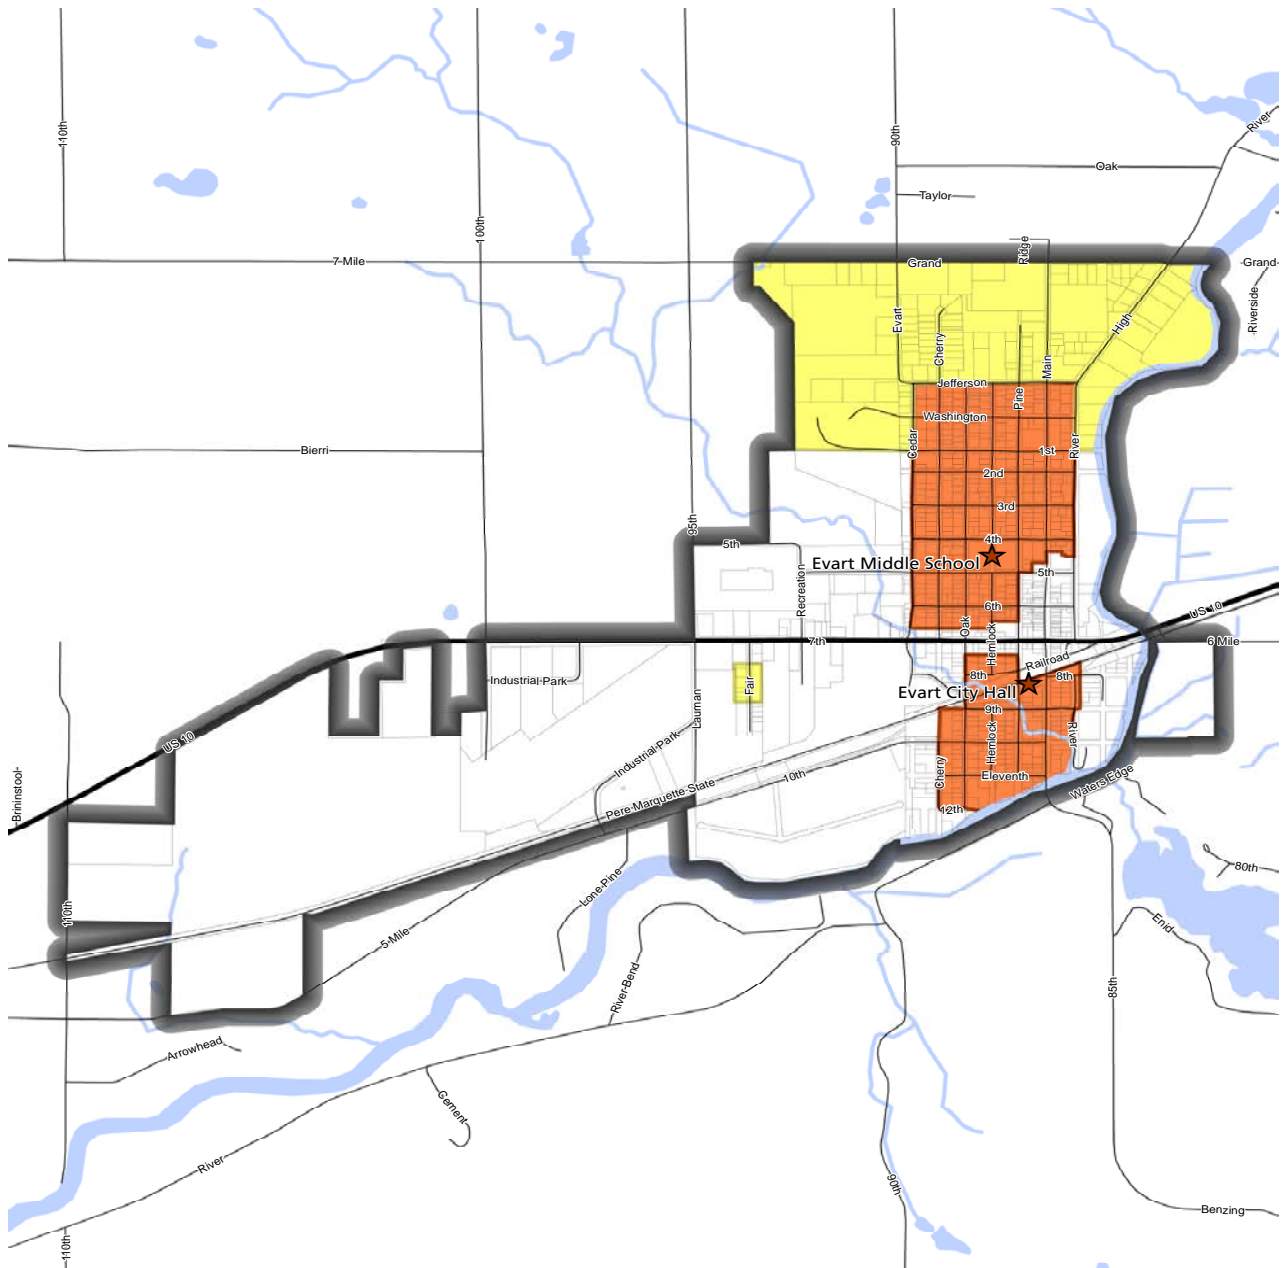 110th
90th
River
Oak
Taylor
100th
Ridge
7 Mile
Grand
Grand
Riverside
Evart
High
Cherry
Main
Jefferson
Pine
Washington
Cedar
River
Bierri
1st
2nd
3rd
95th
4th
5th
Evart Middle School
5th
Recreation
6th
US 10
Oak
Hemlock
7th
6 Mile
Railroad
Industrial Park
8th
8th
Fair
Evart City Hall
Lauman
9th
US 10
River
Hemlock
Industrial Park
Cherry
Eleventh
10th
Waters Edge
Brininstool
Pere Marquette State
12th
80th
Lone Pine
110th
Enid
5 Mile
River Bend
85th
Arrowhead
Cement
River
90th
Benzing
110th